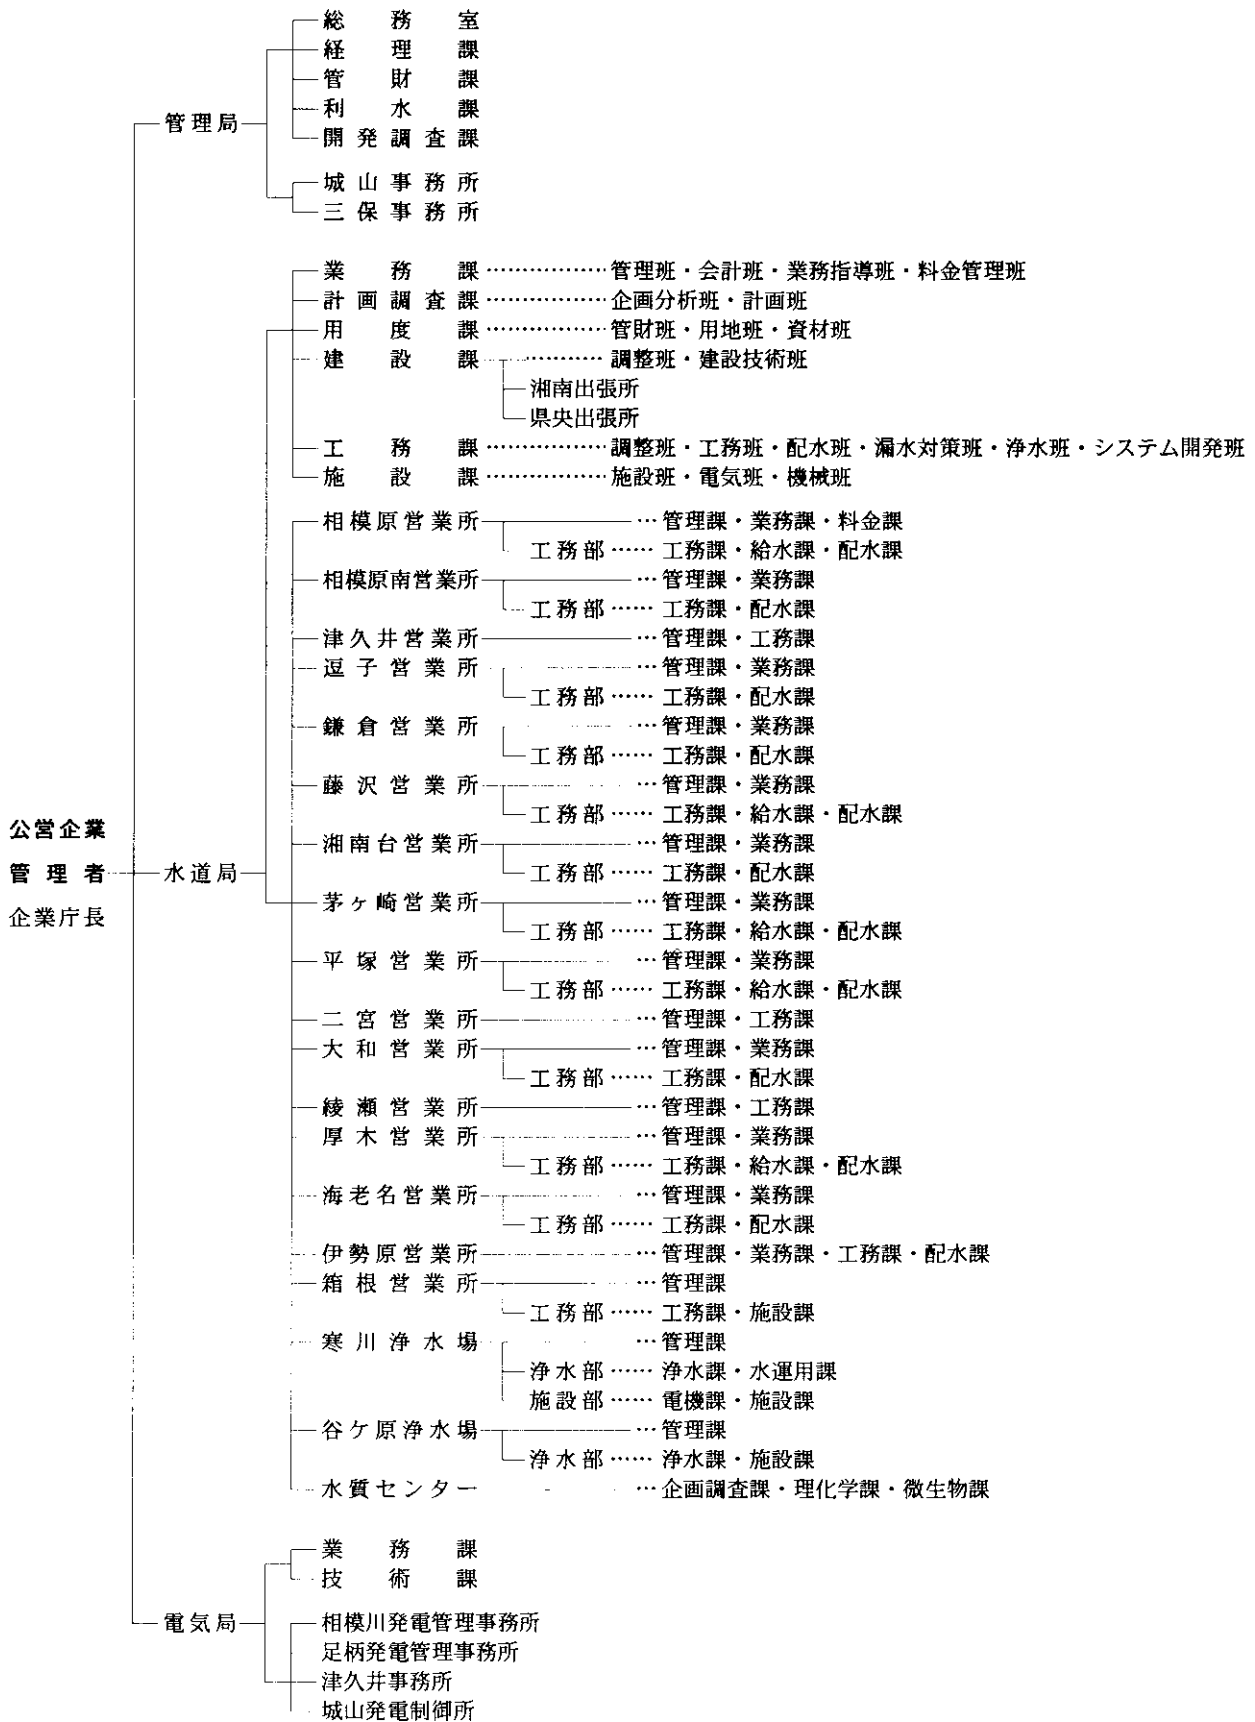 総務室
経理課
管財課
利水課
管理局
開発調査課
城山事務所
三保事務所
業務課……………管理班・会計班・業務指導班・料金管理班
計画調査課……………企画分析班・計画班
用度課……………管財班・用地班・資材班
建設課…………調整班・建設技術班
湘南出張所
県央出張所
工務課……………調整班・工務班・配水班・漏水対策班・浄水班・システム開発班
施設課……………施設班・電気班・機械班
相模原営業所…管理課・業務課・料金課
工務部……工務課・給水課・配水課
相模原南営業所…管理課・業務課
工務部……工務課・配水課
津久井営業所…管理課・工務課
逗子営業所…管理課・業務課
工務部……工務課・配水課
鎌倉営業所…管理課・業務課
工務部……工務課・配水課
藤沢営業所…管理課・業務課
工務部……工務課・給水課・配水課
公営企業
湘南台営業所…管理課・業務課
管理者
水道局
工務部……工務課・配水課
企業庁長
茅ヶ崎営業所…管理課・業務課
工務部……工務課・給水課・配水課
平塚営業所…管理課・業務課
工務部……工務課・給水課・配水課
二宮営業所…管理課・工務課
大和営業所…管理課・業務課
工務部……工務課・配水課
綾瀬営業所…管理課・工務課
厚木営業所…管理課・業務課
工務部……工務課・給水課・配水課
海老名営業所…管理課・業務課
工務部……工務課・配水課
伊勢原営業所…管理課・業務課・工務課・配水課
箱根営業所…管理課
工務部……工務課・施設課
寒川浄水場…管理課
浄水部……浄水課・水運用課
施設部……電機課・施設課
谷ケ原浄水場…管理課
浄水部……浄水課・施設課
水質センター…企画調査課・理化学課・微生物課
業務課
技術課
電気局
相模川発電管理事務所
足柄発電管理事務所
津久井事務所
城山発電制御所